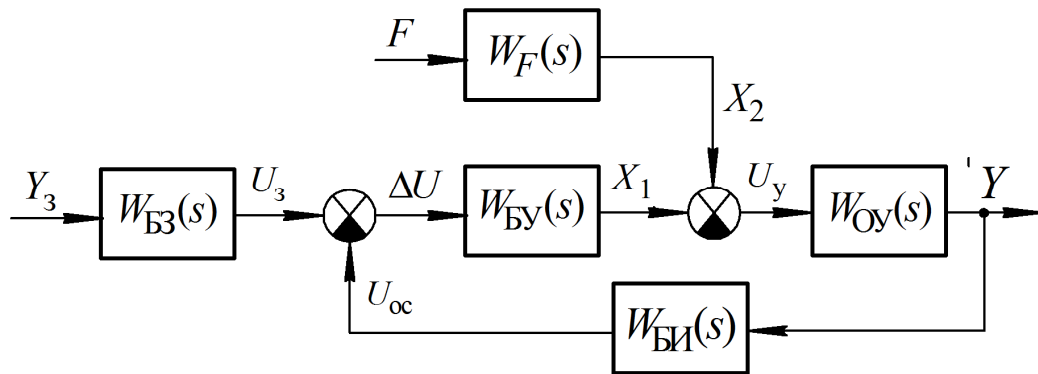 F
W_F(s)
X_2
Y_з
W_БЗ(s)
U_з
ΔU
W_БУ(s)
X_1
U_у
W_ОУ(s)
Y
U_ос
W_БИ(s)